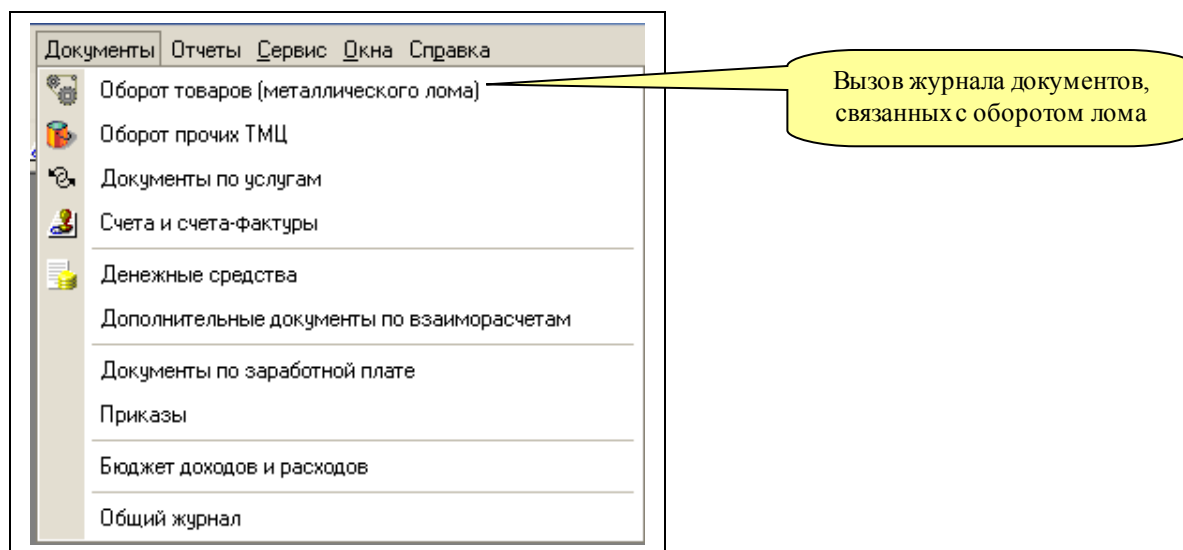 Документы Отчеты Сервис Окна Справка
Оборот товаров (металлического лома)
Вызов журнала документов,
связанных с оборотом лома
Оборот прочих ТМЦ
Документы по услугам
Счета и счета-фактуры
Денежные средства
Дополнительные документы по взаиморасчетам
Документы по заработной плате
Приказы
Бюджет доходов и расходов
Общий журнал